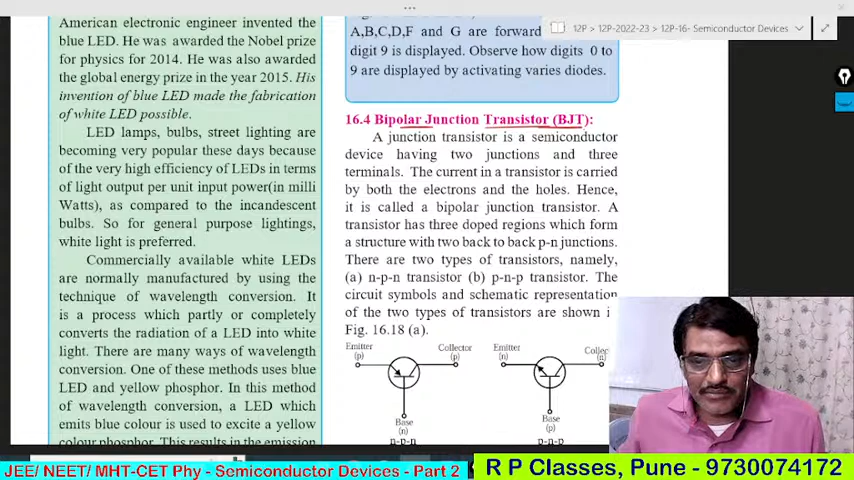 American electronic engineer invented the
blue LED. He was awarded the Nobel prize
for physics for 2014. He was also awarded
the global energy prize in the year 2015. His
invention of blue LED made the fabrication
of white LED possible.
LED lamps, bulbs, street lighting are
becoming very popular these days because
of the very high efficiency of LEDs in terms
of light output per unit input power(in milli
Watts), as compared to the incandescent
bulbs. So for general purpose lightings,
white light is preferred.
Commercially available white LEDs
are normally manufactured by using the
technique of wavelength conversion. It
is a process which partly or completely
converts the radiation of a LED into white
light. There are many ways of wavelength
conversion. One of these methods uses blue
LED and yellow phosphor. In this method
of wavelength conversion, a LED which
emits blue colour is used to excite a yellow
colour phosphor. This results in the emission
A,B,C,D,F and G are forward
digit 9 is displayed. Observe how digits 0 to
9 are displayed by activating varies diodes.
12P > 12P-2022-23 > 12P-16- Semiconductor Devices
16.4 Bipolar Junction Transistor (BJT):
A junction transistor is a semiconductor
device having two junctions and three
terminals. The current in a transistor is carried
by both the electrons and the holes. Hence,
it is called a bipolar junction transistor. A
transistor has three doped regions which form
a structure with two back to back p-n junctions.
There are two types of transistors, namely,
(a) n-p-n transistor (b) p-n-p transistor. The
circuit symbols and schematic representation
of the two types of transistors are shown i
Fig. 16.18 (a).
Emitter
(p)
Collector
(p)
Base
(n)
n-p-n
Emitter
(n)
Collec
(n)
Base
(p)
p-n-p
JEE/ NEET/ MHT-CET Phy - Semiconductor Devices - Part 2
R P Classes, Pune - 9730074172